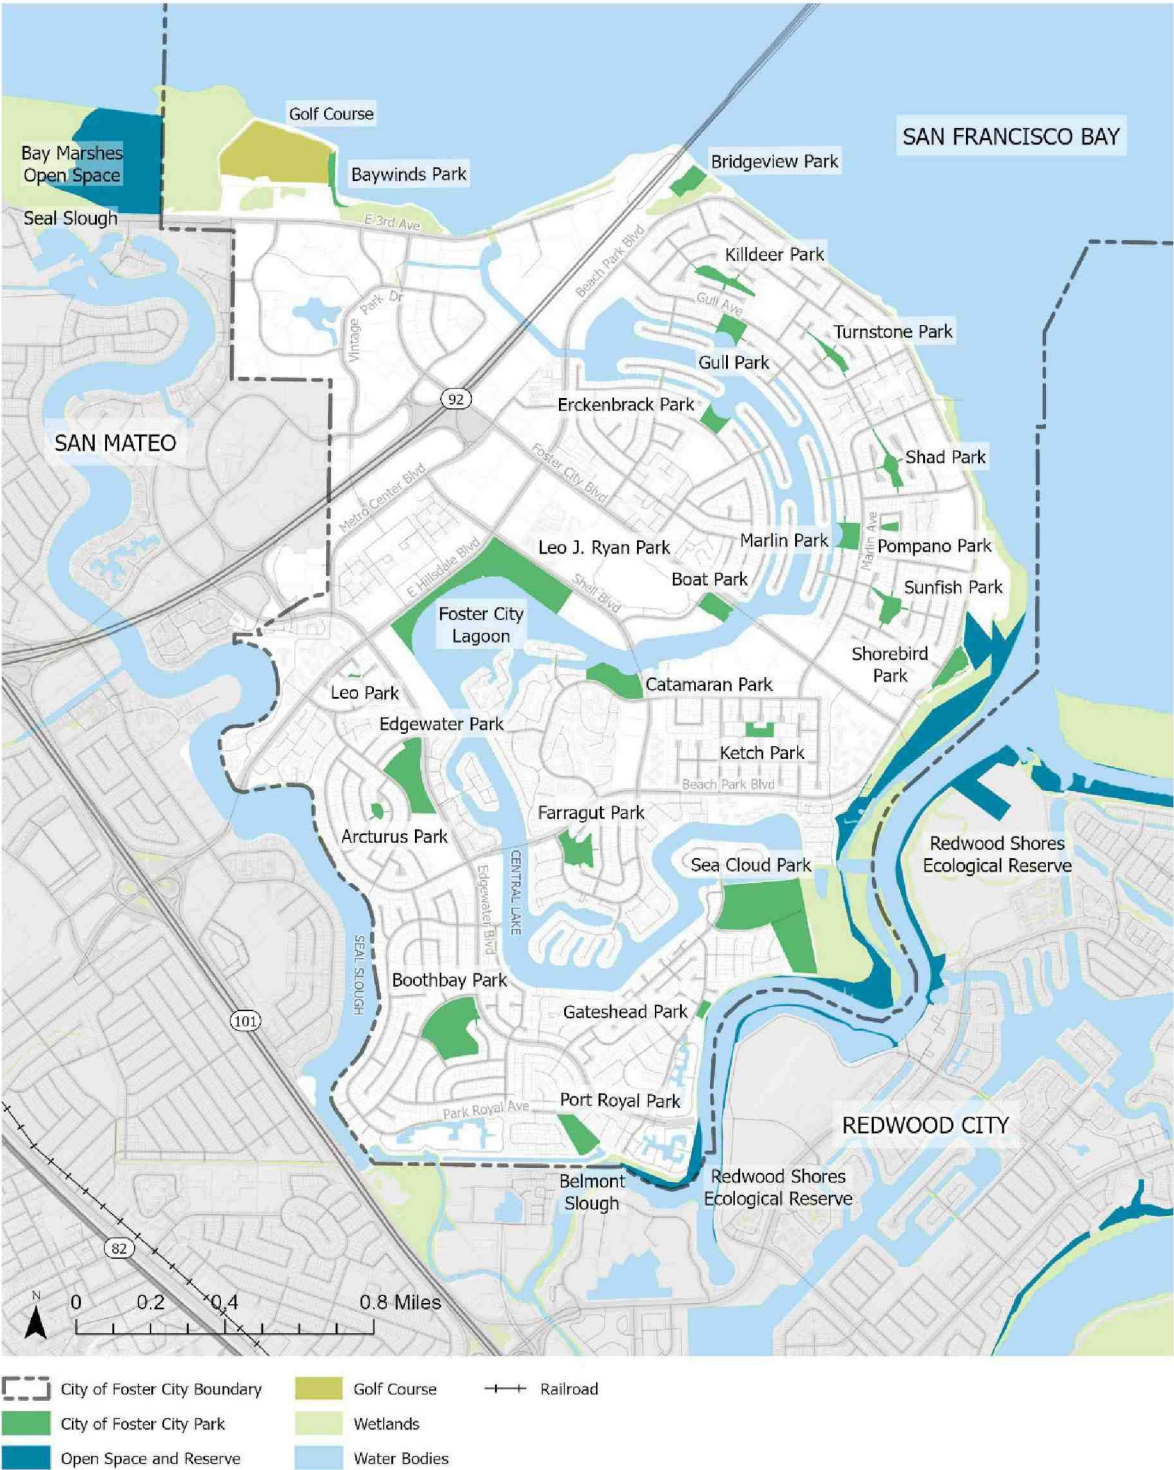 Golf Course
SAN FRANCISCO BAY
Bay Marshes
Open Space
Baywinds Park
Bridgeview Park
Seal Slough
E 3rd Ave
Beach Park Blvd
Killdeer Park
Gull Ave
Vintage Park Dr
Turnstone Park
Gull Park
92
Erckenbrack Park
SAN MATEO
Shad Park
Foster City Blvd
Metro Center Blvd
Leo J. Ryan Park
Marlin Park
Marlin Ave
Pompano Park
E Hillsdale Blvd
Shell Blvd
Boat Park
Sunfish Park
Foster City
Lagoon
Shorebird
Park
Leo Park
Catamaran Park
Edgewater Park
Ketch Park
Beach Park Blvd
Farragut Park
Arcturus Park
Redwood Shores
Ecological Reserve
Sea Cloud Park
CENTRAL LAKE
Edgewater Blvd
SEAL SLOUGH
Boothbay Park
Gateshead Park
101
Park Royal Ave
Port Royal Park
REDWOOD CITY
Belmont
Slough
Redwood Shores
Ecological Reserve
82
N
0 0.2 0.4 0.8 Miles
City of Foster City Boundary
Golf Course
Railroad
City of Foster City Park
Wetlands
Open Space and Reserve
Water Bodies